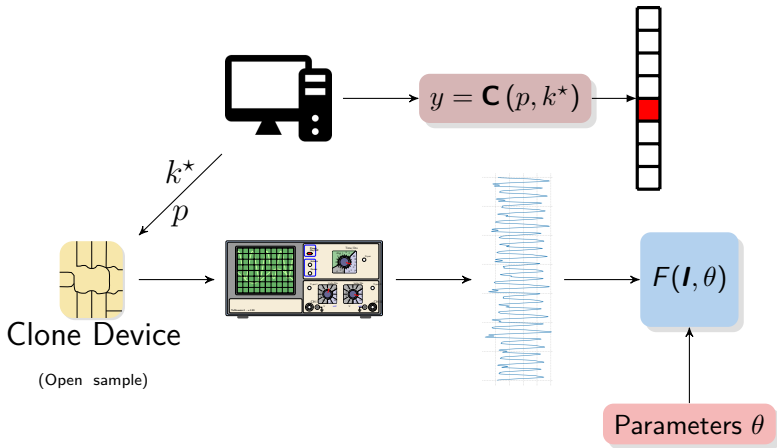 y = C (p, k⋆)
k⋆
p
F(l, θ)
Clone Device
(Open sample)
Parameters θ